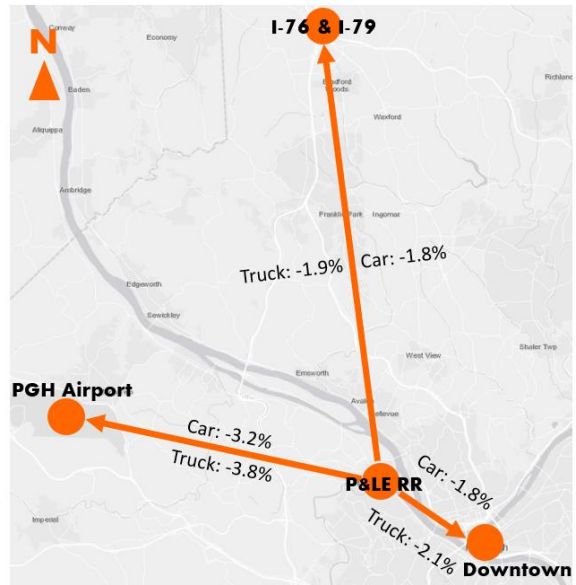 I-76 & I-79
N
Conway
Economy
Baden
Bradford
Woods
Richland
Wexford
Aliquappa
Ambridge
Franklin Park
Ingomar
Truck: -1.9%
Car: -1.8%
Edgeworth
Sewickley
Shaler Twp
West View
Emsworth
PGH Airport
Avalon
Bellevue
Car: -3.2%
Truck: -3.8%
P&LE RR
Car: -1.8%
Truck: -2.1%
Imperial
Downtown